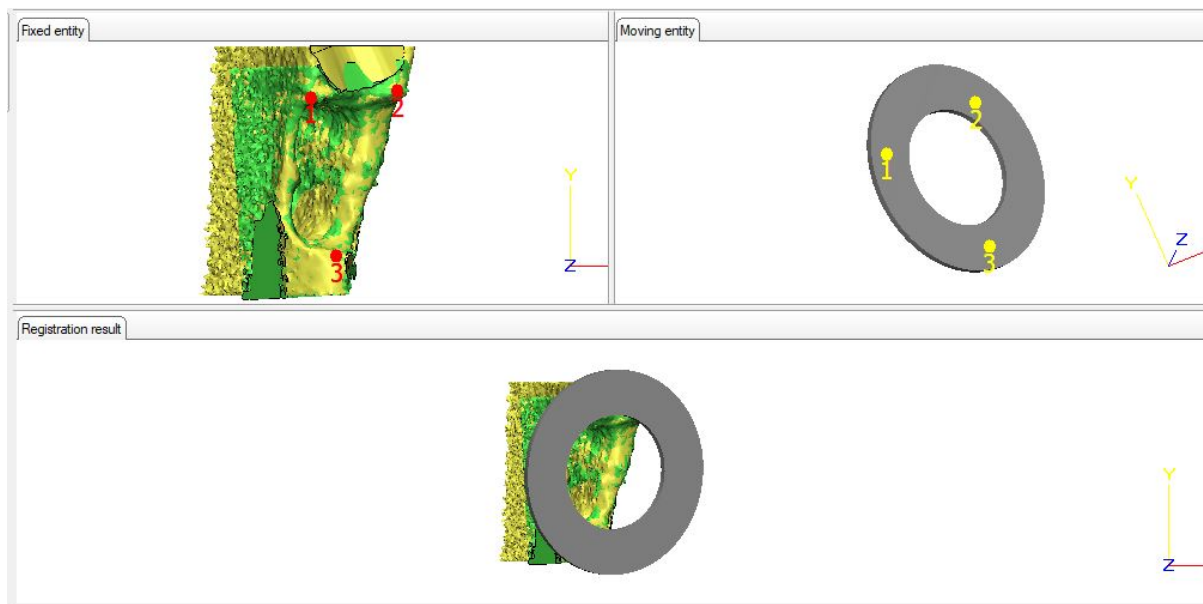 Fixed entity
Moving entity
1
2
3
Y
Z
1
2
3
Y
Z
Registration result
Y
Z